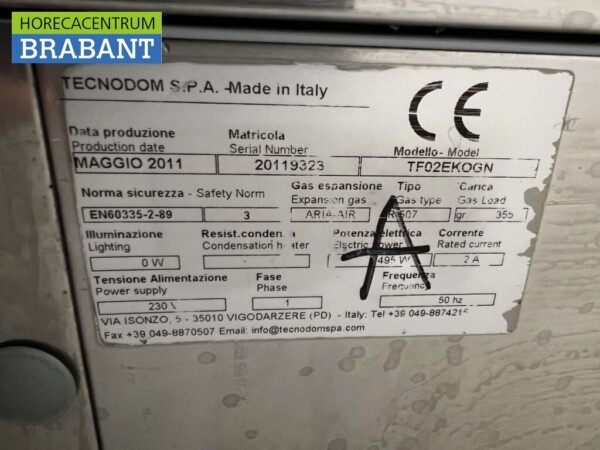 HORECACENTRUM
BRABANT
TECNODOM S.P.A. -Made in Italy
CE
Data produzione
Production date
MAGGIO 2011
Matricola
Serial Number
20119323
Modello- Model
TF02EKOGN
Norma sicurezza - Safety Norm
EN60335-2-89 3
Gas espansione
Expansion gas
ARIA-AIR
Tipo
Gas type
R 507
Carica
Gas Load
gr. 355
Illuminazione
Lighting
0 W
Resist.condensa
Condensation heater
Potenza elettrica
Electric Power
495 W
Corrente
Rated current
2 A
Tensione Alimentazione
Power supply
230 V
Fase
Phase
1
Frequenza
Frequency
50 hz
A
VIA ISONZO, 5 - 35010 VIGODARZERE (PD) - Italy: Tel +39 049-8874215
Fax +39 049-8870507 Email: info@tecnodomspa.com